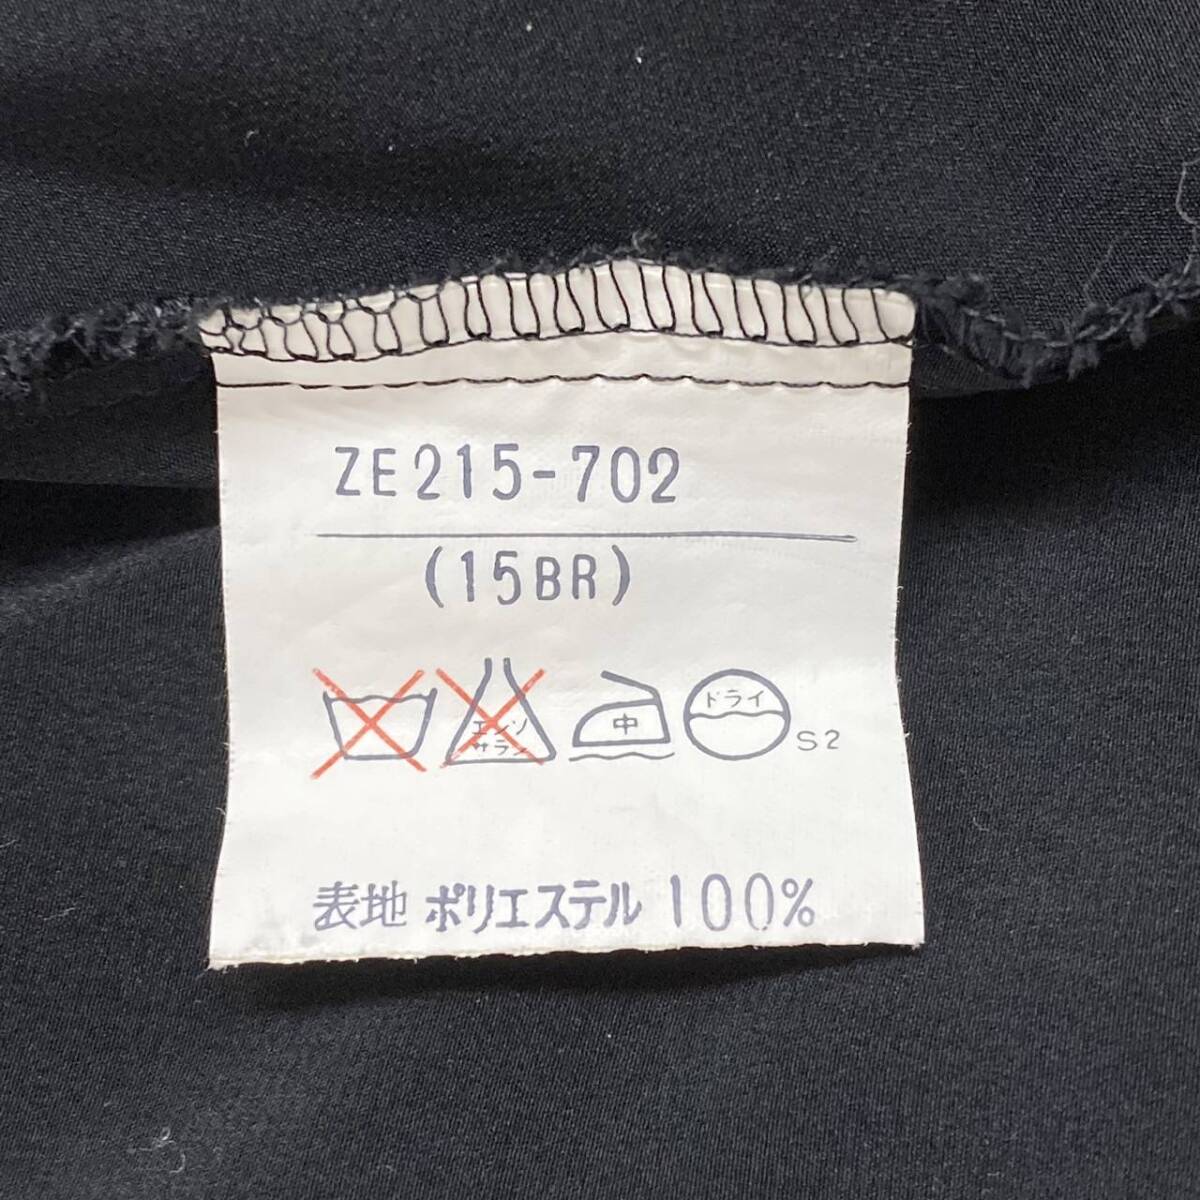 ZE215-702
(15BR)
エンソ
サラシ
中
ドライ
S2
表地 ポリエステル 100%